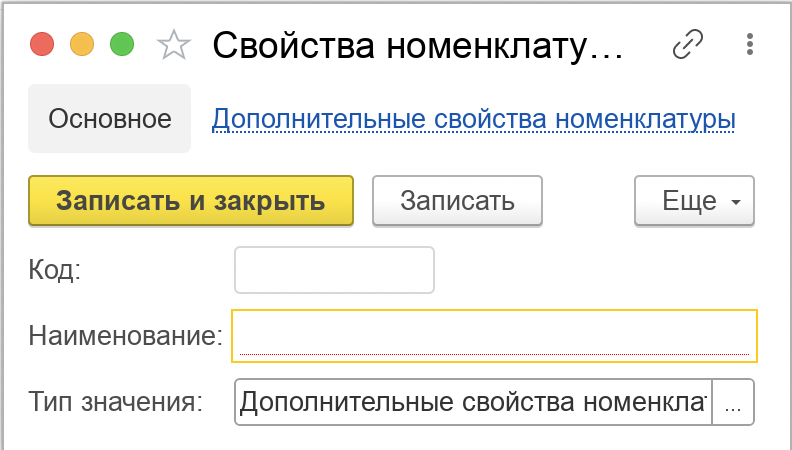 Свойства номенклату...
Основное Дополнительные свойства номенклатуры
Записать и закрыть Записать Еще
Код:
Наименование:
Тип значения: Дополнительные свойства номенклат ...